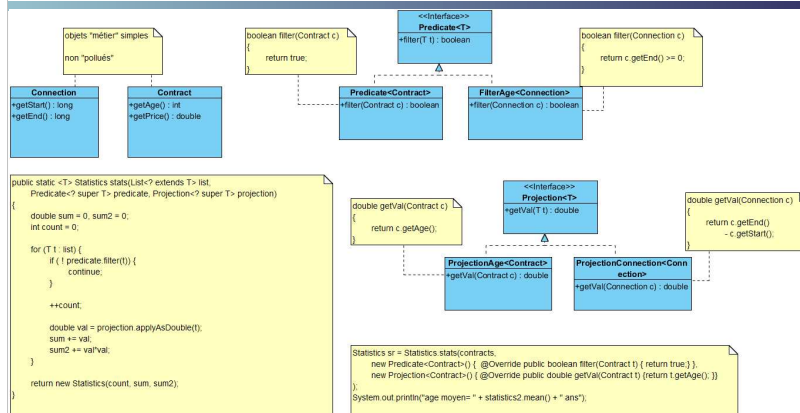 objets "métier" simples
non "pollués"
Connection
+getStart() : long
+getEnd() : long
Contract
+getAge() : int
+getPrice() : double
boolean filter(Contract c)
{
return true;
}
<<Interface>>
Predicate<T>
+filter(T t) : boolean
boolean filter(Connection c)
{
return c.getEnd() >= 0;
}
Predicate<Contract>
+filter(Contract c) : boolean
FilterAge<Connection>
+filter(Connection c) : boolean
public static <T> Statistics stats(List<? extends T> list,
Predicate<? super T> predicate, Projection<? super T> projection)
{
double sum = 0, sum2 = 0;
int count = 0;
for (T t : list) {
if ( ! predicate.filter(t)) {
continue;
}
++count;
double val = projection.applyAsDouble(t);
sum += val;
sum2 += val*val;
}
return new Statistics(count, sum, sum2);
}
double getVal(Contract c)
{
return c.getAge();
}
<<Interface>>
Projection<T>
+getVal(T t) : double
double getVal(Connection c)
{
return c.getEnd()
- c.getStart();
}
ProjectionAge<Contract>
+getVal(Contract c) : double
ProjectionConnection<Conn
ection>
+getVal(Connection c) : double
Statistics sr = Statistics.stats(contracts,
new Predicate<Contract>() { @Override public boolean filter(Contract t) { return true;} },
new Projection<Contract>() { @Override public double getVal(Contract t) {return t.getAge(); }}
);
System.out.println("age moyen= " + statistics2.mean() + " ans");